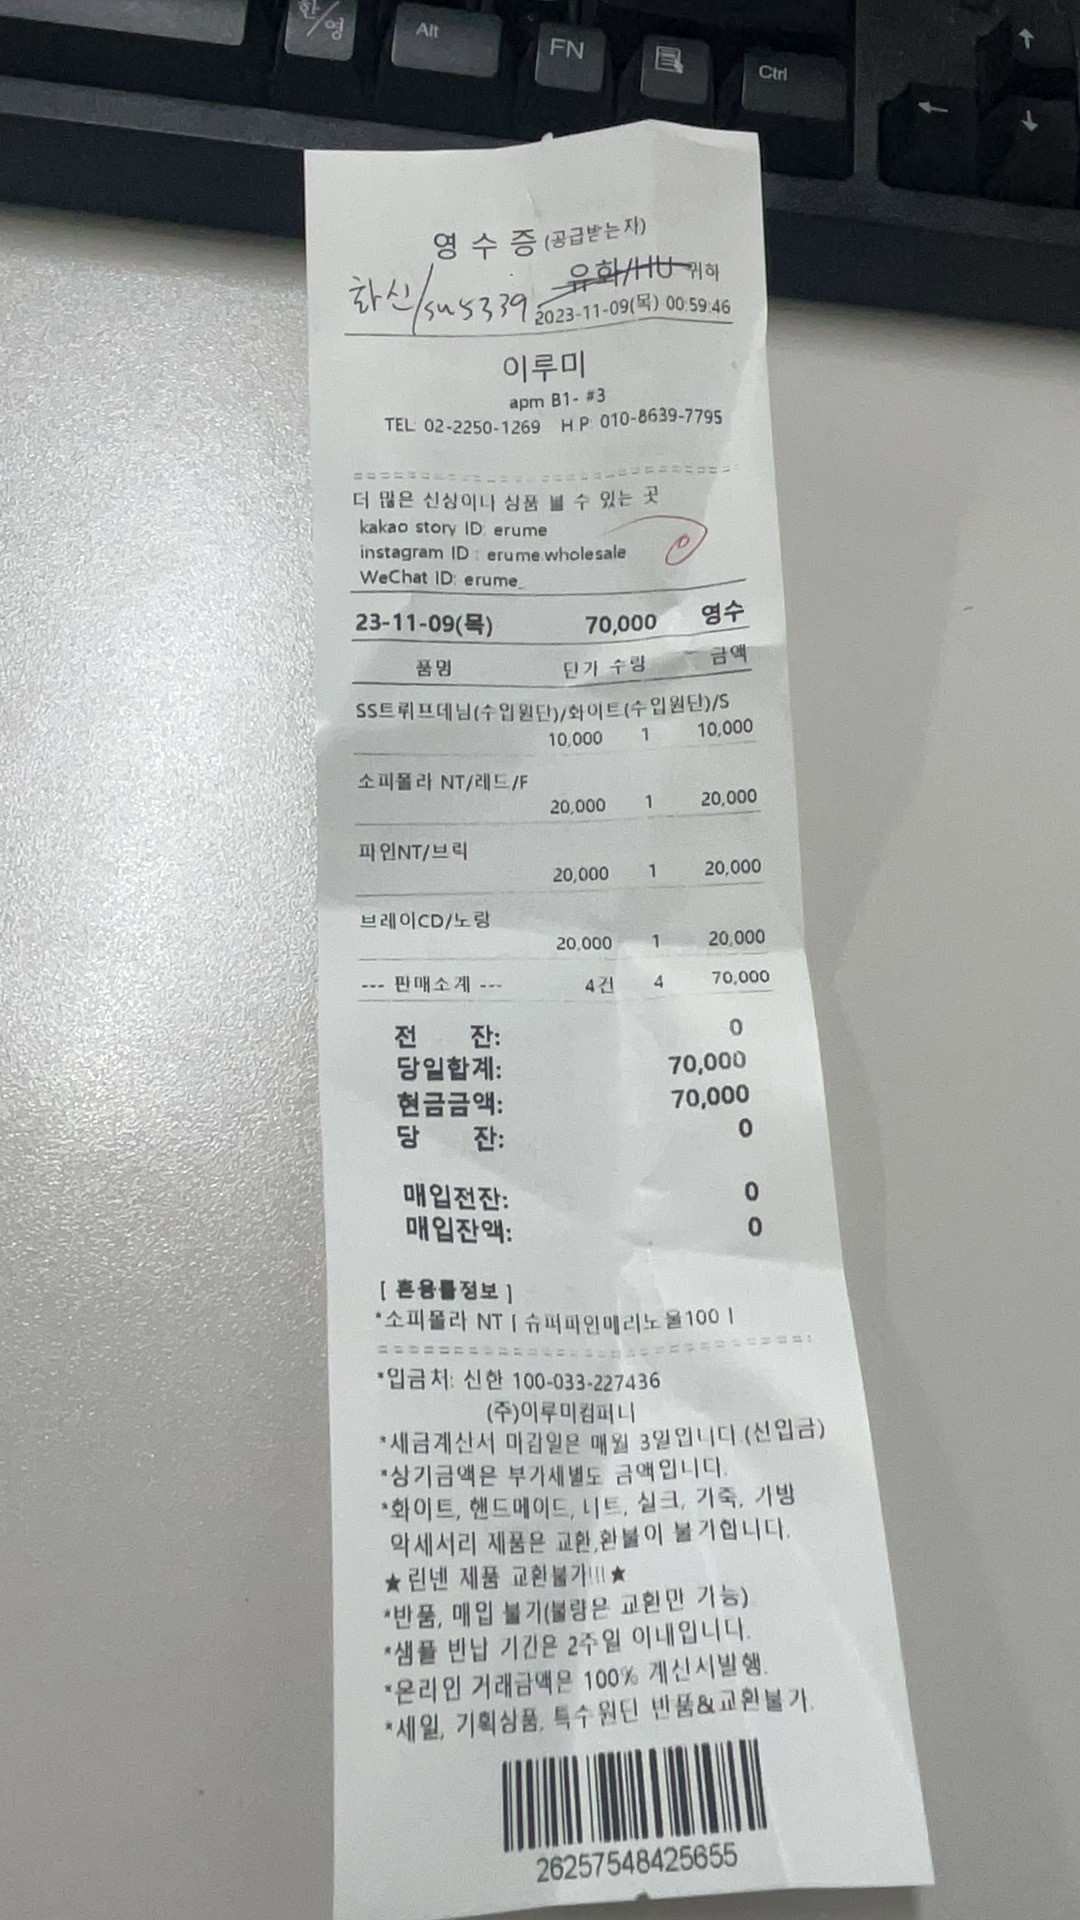 한/영
Alt
FN
Ctrl
영 수 증 (공급받는자)
유화/HU 귀하
화신/su5339
2023-11-09(목) 00:59:46
이루미
apm B1- #3
TEL: 02-2250-1269 H P: 010-8639-7795
더 많은 신상이나 상품 볼 수 있는 곳
kakao story ID: erume
instagram ID : erume.wholesale
WeChat ID: erume_
23-11-09(목) 70,000 영수
품명 단가 수량 금액
SS트뤼프데님(수입원단)/화이트(수입원단)/S
10,000 1 10,000
소피폴라 NT/레드/F
20,000 1 20,000
파인NT/브릭
20,000 1 20,000
브레이CD/노랑
20,000 1 20,000
--- 판매소계 --- 4건 4 70,000
전 잔: 0
당일합계: 70,000
현금금액: 70,000
당 잔: 0
매입전잔: 0
매입잔액: 0
[ 혼용률정보 ]
*소피폴라 NT | 슈퍼파인메리노울100 |
*입금처: 신한 100-033-227436
(주)이루미컴퍼니
*세금계산서 마감일은 매월 3일입니다.(선입금)
*상기금액은 부가세별도 금액입니다.
*화이트, 핸드메이드, 니트, 실크, 가죽, 가방
악세서리 제품은 교환,환불이 불가합니다.
★린넨 제품 교환불가!!!★
*반품, 매입 불가(불량은 교환만 가능)
*샘플 반납 기간은 2주일 이내입니다.
*온라인 거래금액은 100% 계산서발행.
*세일, 기획상품, 특수원단 반품&교환불가.
26257548425655